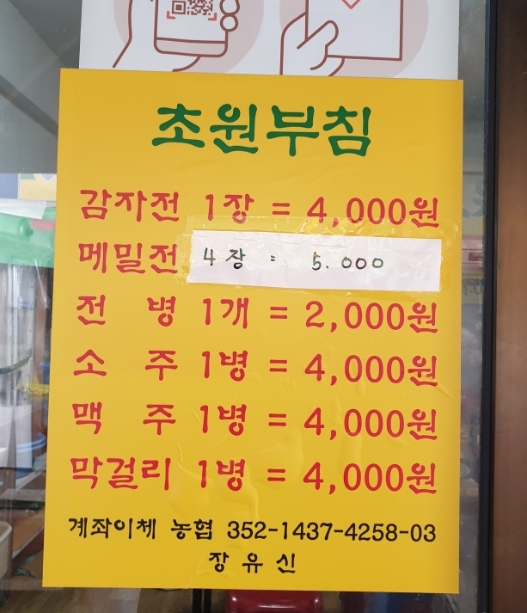 초원부침
감자전 1장 = 4,000원
메밀전 4장 = 5.000
전 병 1개 = 2,000원
소 주 1병 = 4,000원
맥 주 1병 = 4,000원
막걸리 1병 = 4,000원
계좌이체 농협 352-1437-4258-03
장 유 신